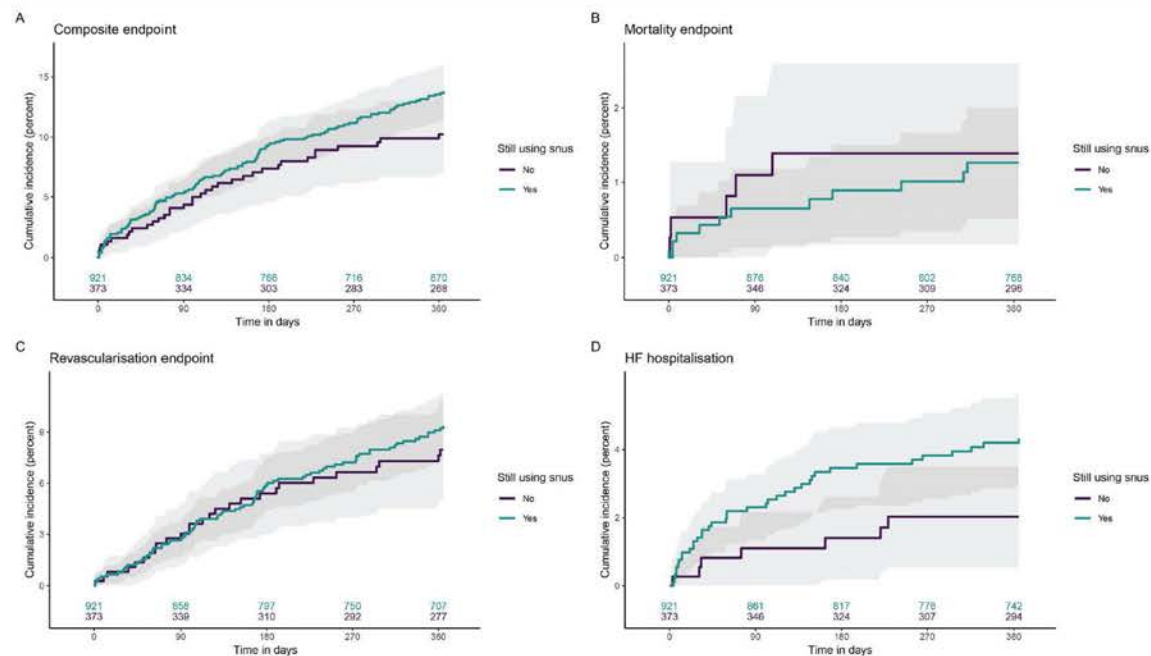 A
Composite endpoint
Cumulative incidence (percent)
15
10
5
0
921 834 766 716 670
373 334 303 283 268
0 90 180 270 360
Time in days
Still using snus
No
Yes
B
Mortality endpoint
Cumulative incidence (percent)
2
1
0
921 876 840 802 768
373 346 324 309 296
0 90 180 270 360
Time in days
Still using snus
No
Yes
C
Revascularisation endpoint
Cumulative incidence (percent)
9
6
3
0
921 858 797 750 707
373 339 310 292 277
0 90 180 270 360
Time in days
Still using snus
No
Yes
D
HF hospitalisation
Cumulative incidence (percent)
4
2
0
921 861 817 776 742
373 346 324 307 294
0 90 180 270 360
Time in days
Still using snus
No
Yes